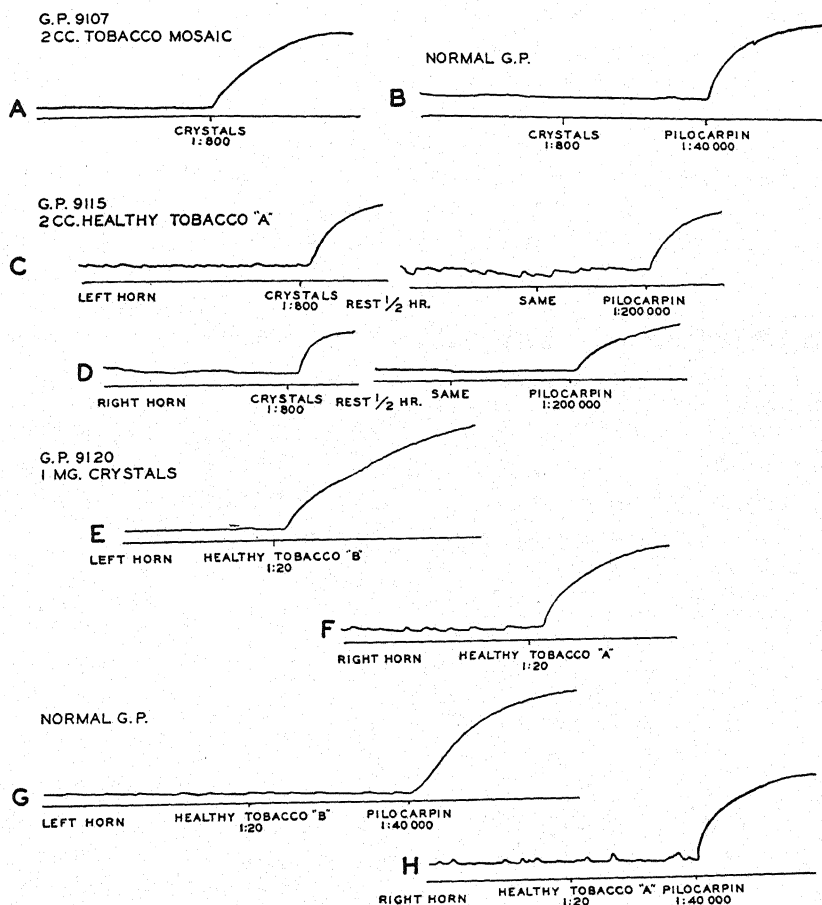 G.P. 9107
2CC. TOBACCO MOSAIC
A
CRYSTALS
1:800
NORMAL G.P.
B
CRYSTALS
1:800
PILOCARPIN
1:40 000
G.P. 9115
2CC. HEALTHY TOBACCO "A"
C
LEFT HORN
CRYSTALS
1:800
REST 1/2 HR.
SAME
PILOCARPIN
1:200 000
D
RIGHT HORN
CRYSTALS
1:800
REST 1/2 HR.
SAME
PILOCARPIN
1:200 000
G.P. 9120
1 MG. CRYSTALS
E
LEFT HORN
HEALTHY TOBACCO "B"
1:20
F
RIGHT HORN
HEALTHY TOBACCO "A"
1:20
NORMAL G.P.
G
LEFT HORN
HEALTHY TOBACCO "B"
1:20
PILOCARPIN
1:40 000
H
RIGHT HORN
HEALTHY TOBACCO "A"
1:20
PILOCARPIN
1:40 000